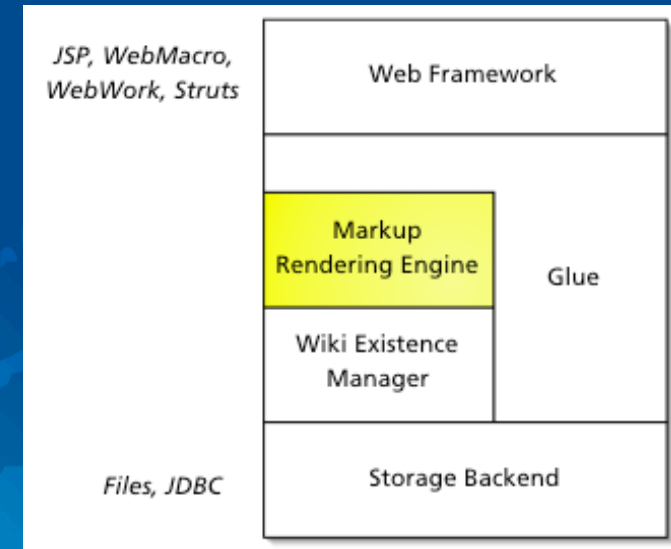 JSP, WebMacro,
WebWork, Struts
Web Framework
Markup
Rendering Engine
Glue
Wiki Existence
Manager
Files, JDBC
Storage Backend